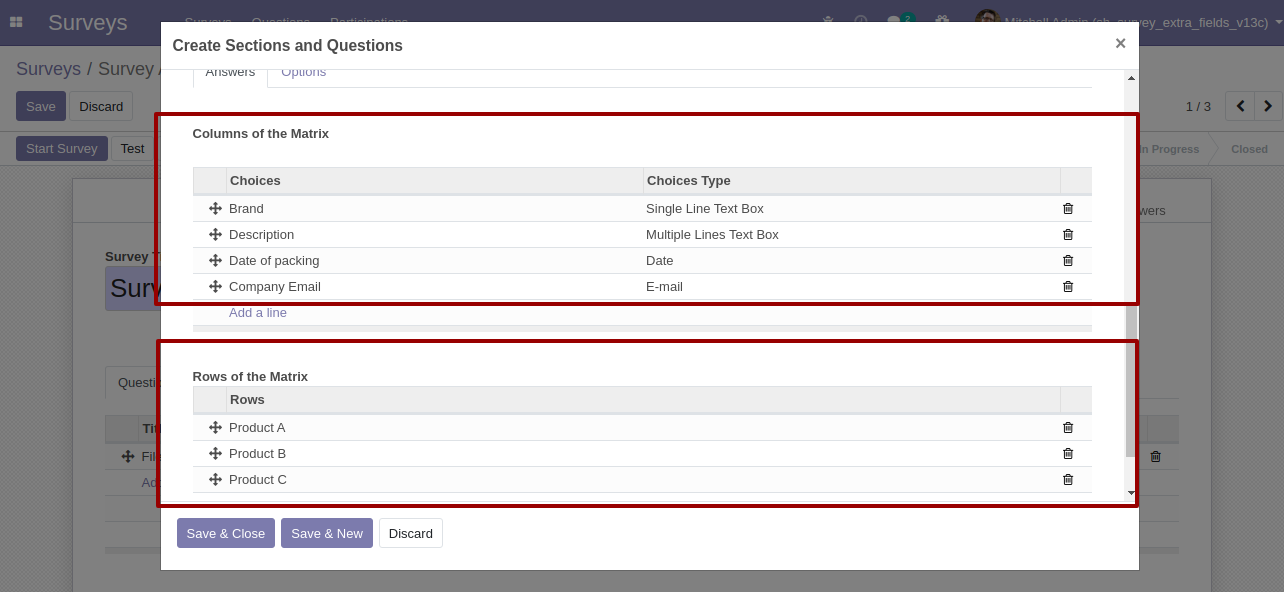 Surveys Surveys Questions Participations 2 Mitchell Admin (sh_survey_extra_fields_v13c)
Create Sections and Questions ×
Surveys / Survey
Answers Options
Save Discard 1 / 3
Columns of the Matrix
Start Survey Test In Progress Closed
Choices Choices Type
Brand Single Line Text Box
wers
Description Multiple Lines Text Box
Survey T
Date of packing Date
Company Email E-mail
Surv
Add a line
Rows of the Matrix
Questi
Rows
Product A
Tit
Product B
Fil
Product C
Ad
Save & Close Save & New Discard